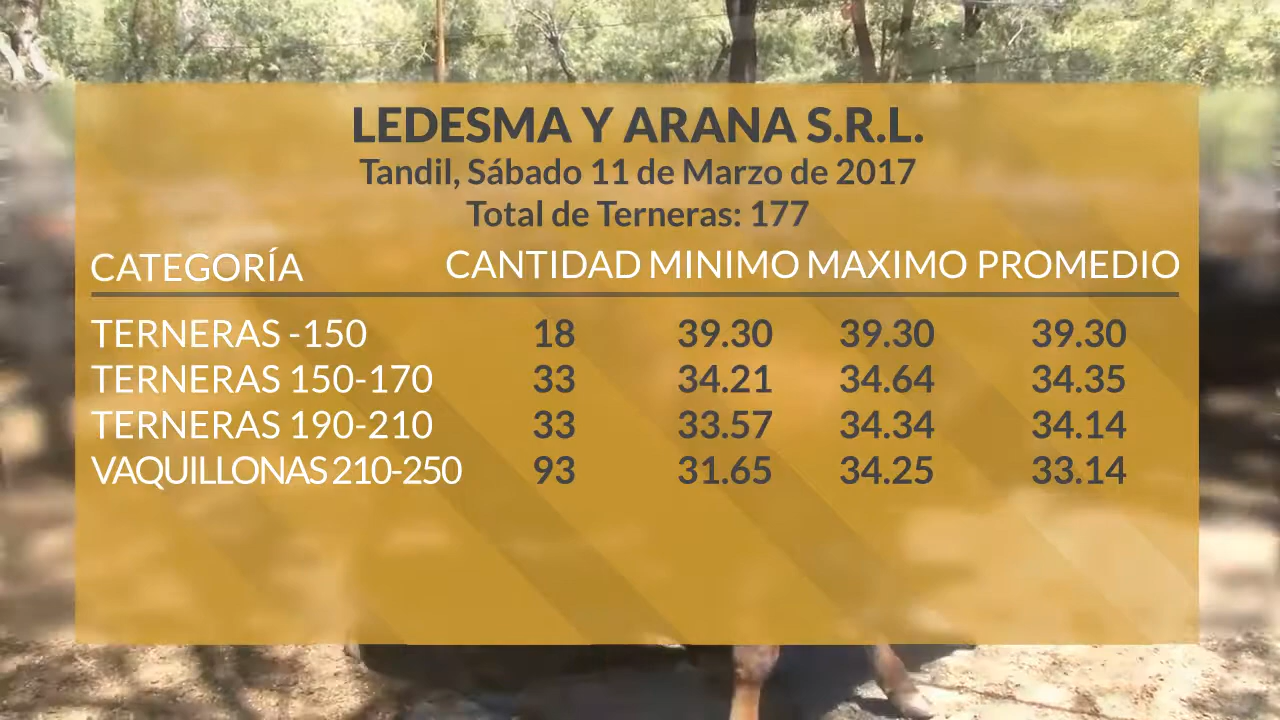 LEDESMA Y ARANA S.R.L.
Tandil, Sábado 11 de Marzo de 2017
Total de Terneras: 177
CATEGORÍA CANTIDAD MINIMO MAXIMO PROMEDIO
TERNERAS -150 18 39.30 39.30 39.30
TERNERAS 150-170 33 34.21 34.64 34.35
TERNERAS 190-210 33 33.57 34.34 34.14
VAQUILLONAS 210-250 93 31.65 34.25 33.14